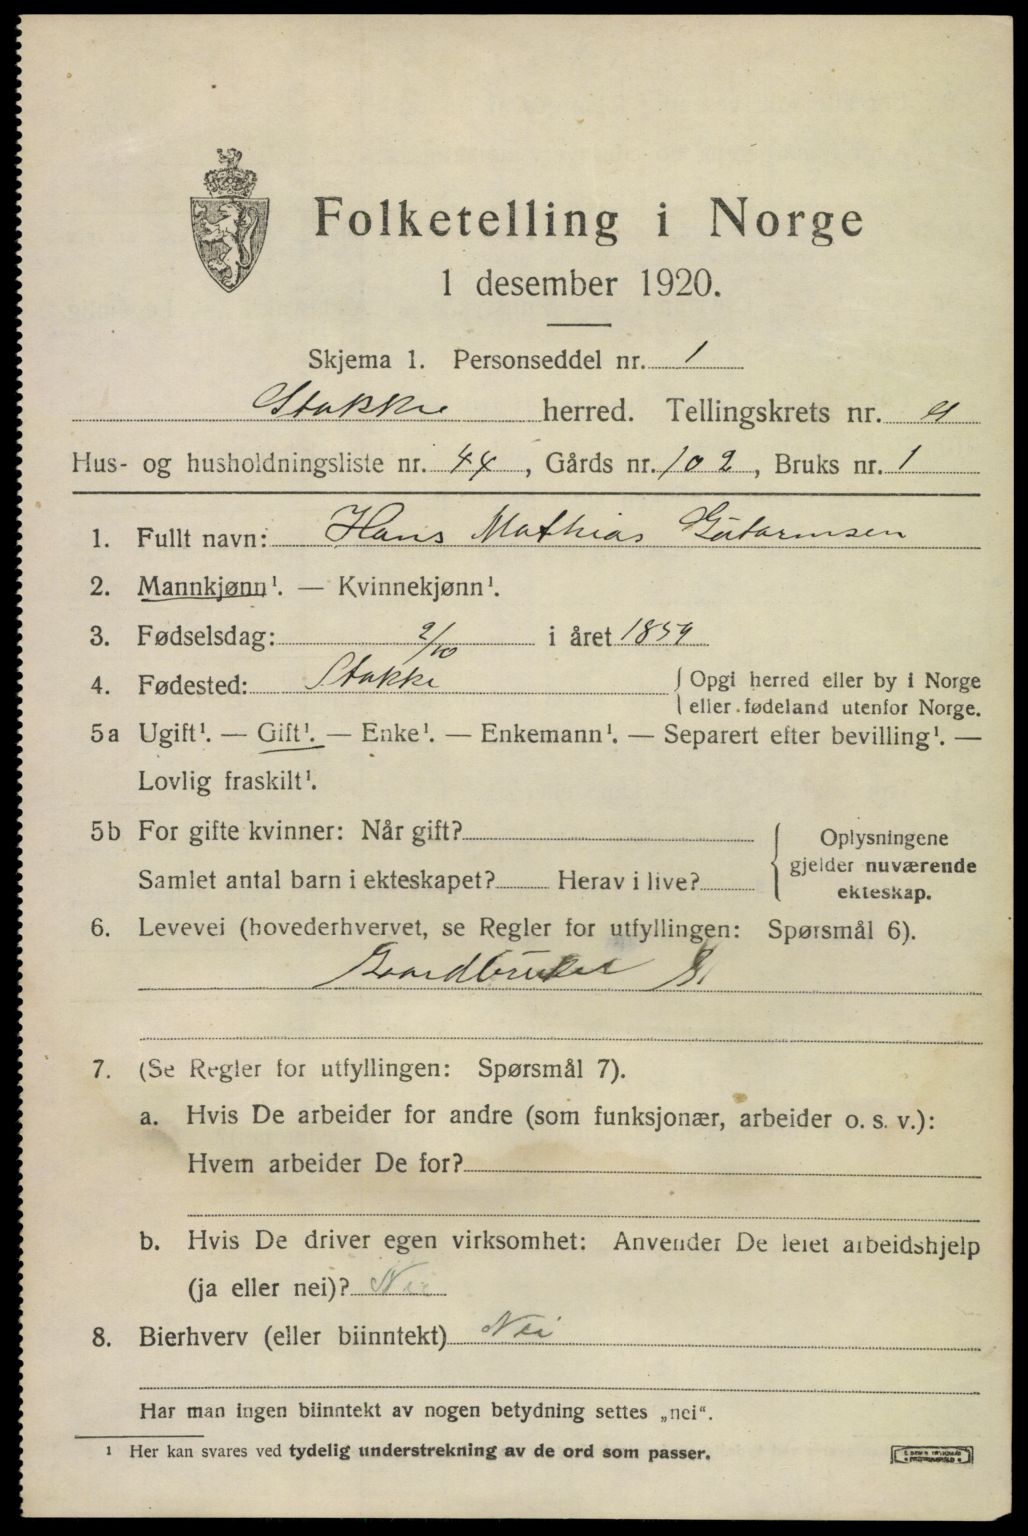 Folketelling i Norge
1 desember 1920.
Skjema 1. Personseddel nr. 1
Stokke herred. Tellingskrets nr. 4
Hus- og husholdningsliste nr. 44, Gårds nr. 102, Bruks nr. 1
1. Fullt navn: Hans Mathias Guttormsen
2. Mannkjønn¹. — Kvinnekjønn¹.
3. Fødselsdag: 2/10 i året 1859
4. Fødested: Stokke { Opgi herred eller by i Norge
eller fødeland utenfor Norge.
5a Ugift¹. — Gift¹. — Enke¹. — Enkemann¹. — Separert efter bevilling¹. —
Lovlig fraskilt¹.
5b For gifte kvinner: Når gift?
Samlet antal barn i ekteskapet? Herav i live?
{ Oplysningene
gjelder nuværende
ekteskap.
6. Levevei (hovederhvervet, se Regler for utfyllingen: Spørsmål 6).
Gaardbruker S
7. (Se Regler for utfyllingen: Spørsmål 7).
a. Hvis De arbeider for andre (som funksjonær, arbeider o. s. v.):
Hvem arbeider De for?
b. Hvis De driver egen virksomhet: Anvender De leiet arbeidshjelp
(ja eller nei)? Nei
8. Bierhverv (eller biinntekt) Nei
Har man ingen biinntekt av nogen betydning settes „nei“.
¹ Her kan svares ved tydelig understrekning av de ord som passer.